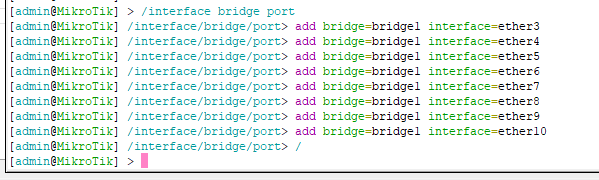 [admin@MikroTik] > /interface bridge port
[admin@MikroTik] /interface/bridge/port> add bridge=bridge1 interface=ether3
[admin@MikroTik] /interface/bridge/port> add bridge=bridge1 interface=ether4
[admin@MikroTik] /interface/bridge/port> add bridge=bridge1 interface=ether5
[admin@MikroTik] /interface/bridge/port> add bridge=bridge1 interface=ether6
[admin@MikroTik] /interface/bridge/port> add bridge=bridge1 interface=ether7
[admin@MikroTik] /interface/bridge/port> add bridge=bridge1 interface=ether8
[admin@MikroTik] /interface/bridge/port> add bridge=bridge1 interface=ether9
[admin@MikroTik] /interface/bridge/port> add bridge=bridge1 interface=ether10
[admin@MikroTik] /interface/bridge/port> /
[admin@MikroTik] >